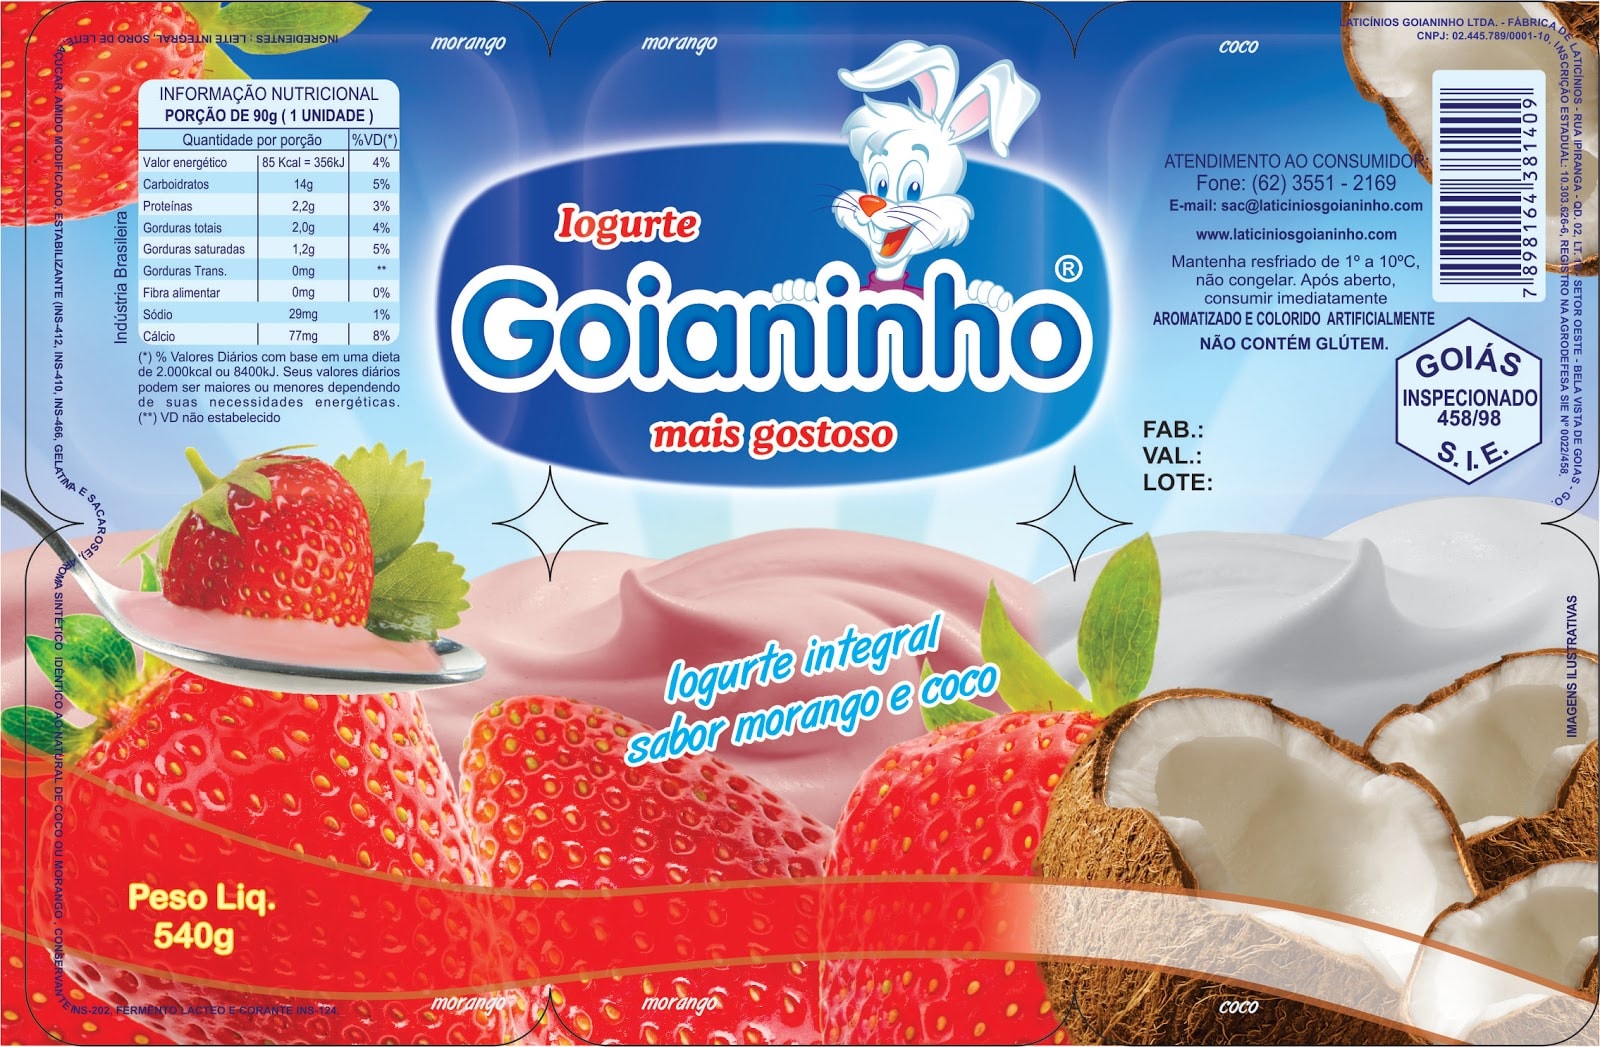 morango
morango
coco
INGREDIENTES : LEITE INTEGRAL, SORO DE LEITE
AÇUCAR, AMIDO MODIFICADO, ESTABILIZANTE (INS-412, INS-410, INS-466, GELATINA E SACAROSE), AROMA SINTÉTICO IDENTICO AO NATURAL DE COCO OU MORANGO , CONSERVANTE
INS-202, FERMENTO LACTEO E CORANTE INS-124.
Indústria Brasileira
INFORMAÇÃO NUTRICIONAL
PORÇÃO DE 90g ( 1 UNIDADE )
Quantidade por porção %VD(*)
Valor energético 85 Kcal = 356kJ 4%
Carboidratos 14g 5%
Proteínas 2,2g 3%
Gorduras totais 2,0g 4%
Gorduras saturadas 1,2g 5%
Gorduras Trans. 0mg **
Fibra alimentar 0mg 0%
Sódio 29mg 1%
Cálcio 77mg 8%
(*) % Valores Diários com base em uma dieta
de 2.000kcal ou 8400kJ. Seus valores diários
podem ser maiores ou menores dependendo
de suas necessidades energéticas.
(**) VD não estabelecido
Iogurte
Goianinho®
mais gostoso
LATICÍNIOS GOIANINHO LTDA. - FÁBRICA DE LATICÍNIOS - RUA IPIRANGA - QD. 02, LT. SETOR OESTE - BELA VISTA DE GOIÁS - GO.
CNPJ: 02.445.789/0001-10, INSCRIÇÃO ESTADUAL: 10.303.626-6, REGISTRO NA AGRODEFESA SIE Nº 0022/458.
ATENDIMENTO AO CONSUMIDOR:
Fone: (62) 3551 - 2169
E-mail: sac@laticiniosgoianinho.com
www.laticiniosgoianinho.com
Mantenha resfriado de 1º a 10ºC,
não congelar. Após aberto,
consumir imediatamente
AROMATIZADO E COLORIDO ARTIFICIALMENTE
NÃO CONTÉM GLÚTEM.
7 898164 381409
GOIÁS
INSPECIONADO
458/98
S. I. E.
FAB.:
VAL.:
LOTE:
IMAGENS ILUSTRATIVAS
Iogurte integral
sabor morango e coco
Peso Liq.
540g
morango
morango
coco